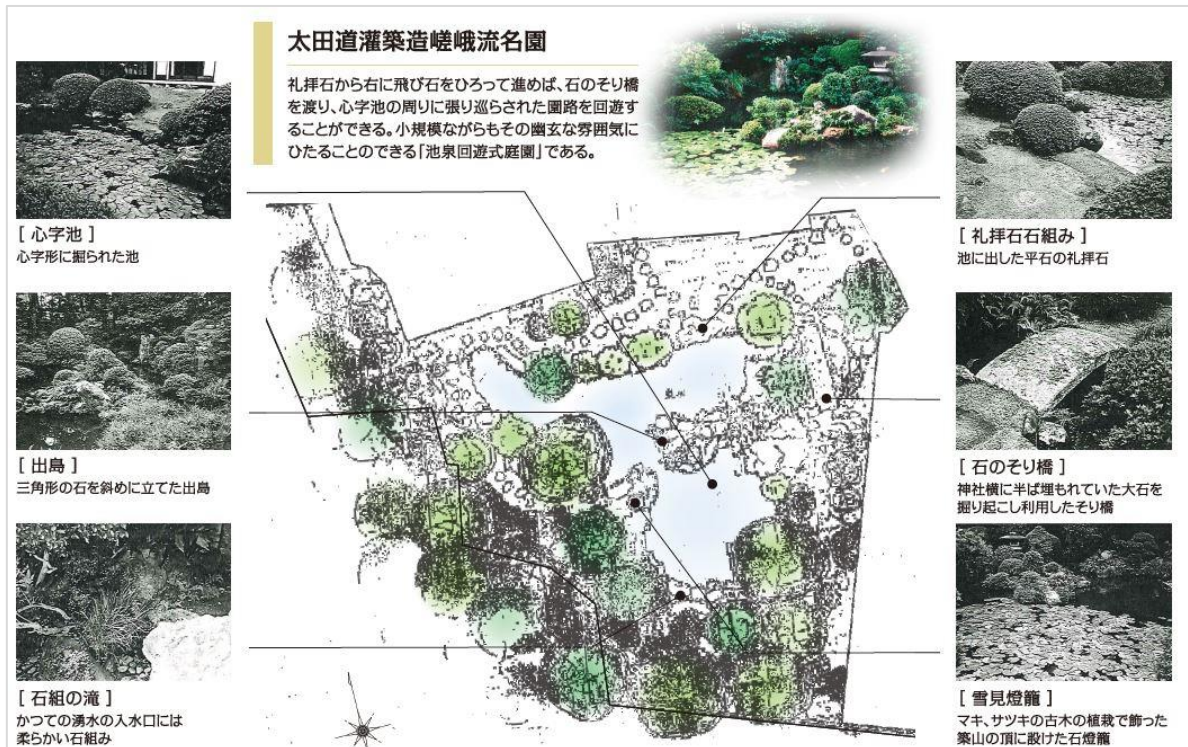 太田道灌築造嵯峨流名園
礼拝石から右に飛び石をひろって進めば、石のそり橋
を渡り、心字池の周りに張り巡らされた園路を回遊す
ることができる。小規模ながらもその幽玄な雰囲気に
ひたることのできる「池泉回遊式庭園」である。
[ 心字池 ]
心字形に掘られた池
[ 出島 ]
三角形の石を斜めに立てた出島
[ 石組の滝 ]
かつての湧水の入水口には
柔らかい石組み
[ 礼拝石石組み ]
池に出した平石の礼拝石
[ 石のそり橋 ]
神社横に半ば埋もれていた大石を
掘り起こし利用したそり橋
[ 雪見燈籠 ]
マキ、サツキの古木の植栽で飾った
築山の頂に設けた石燈籠